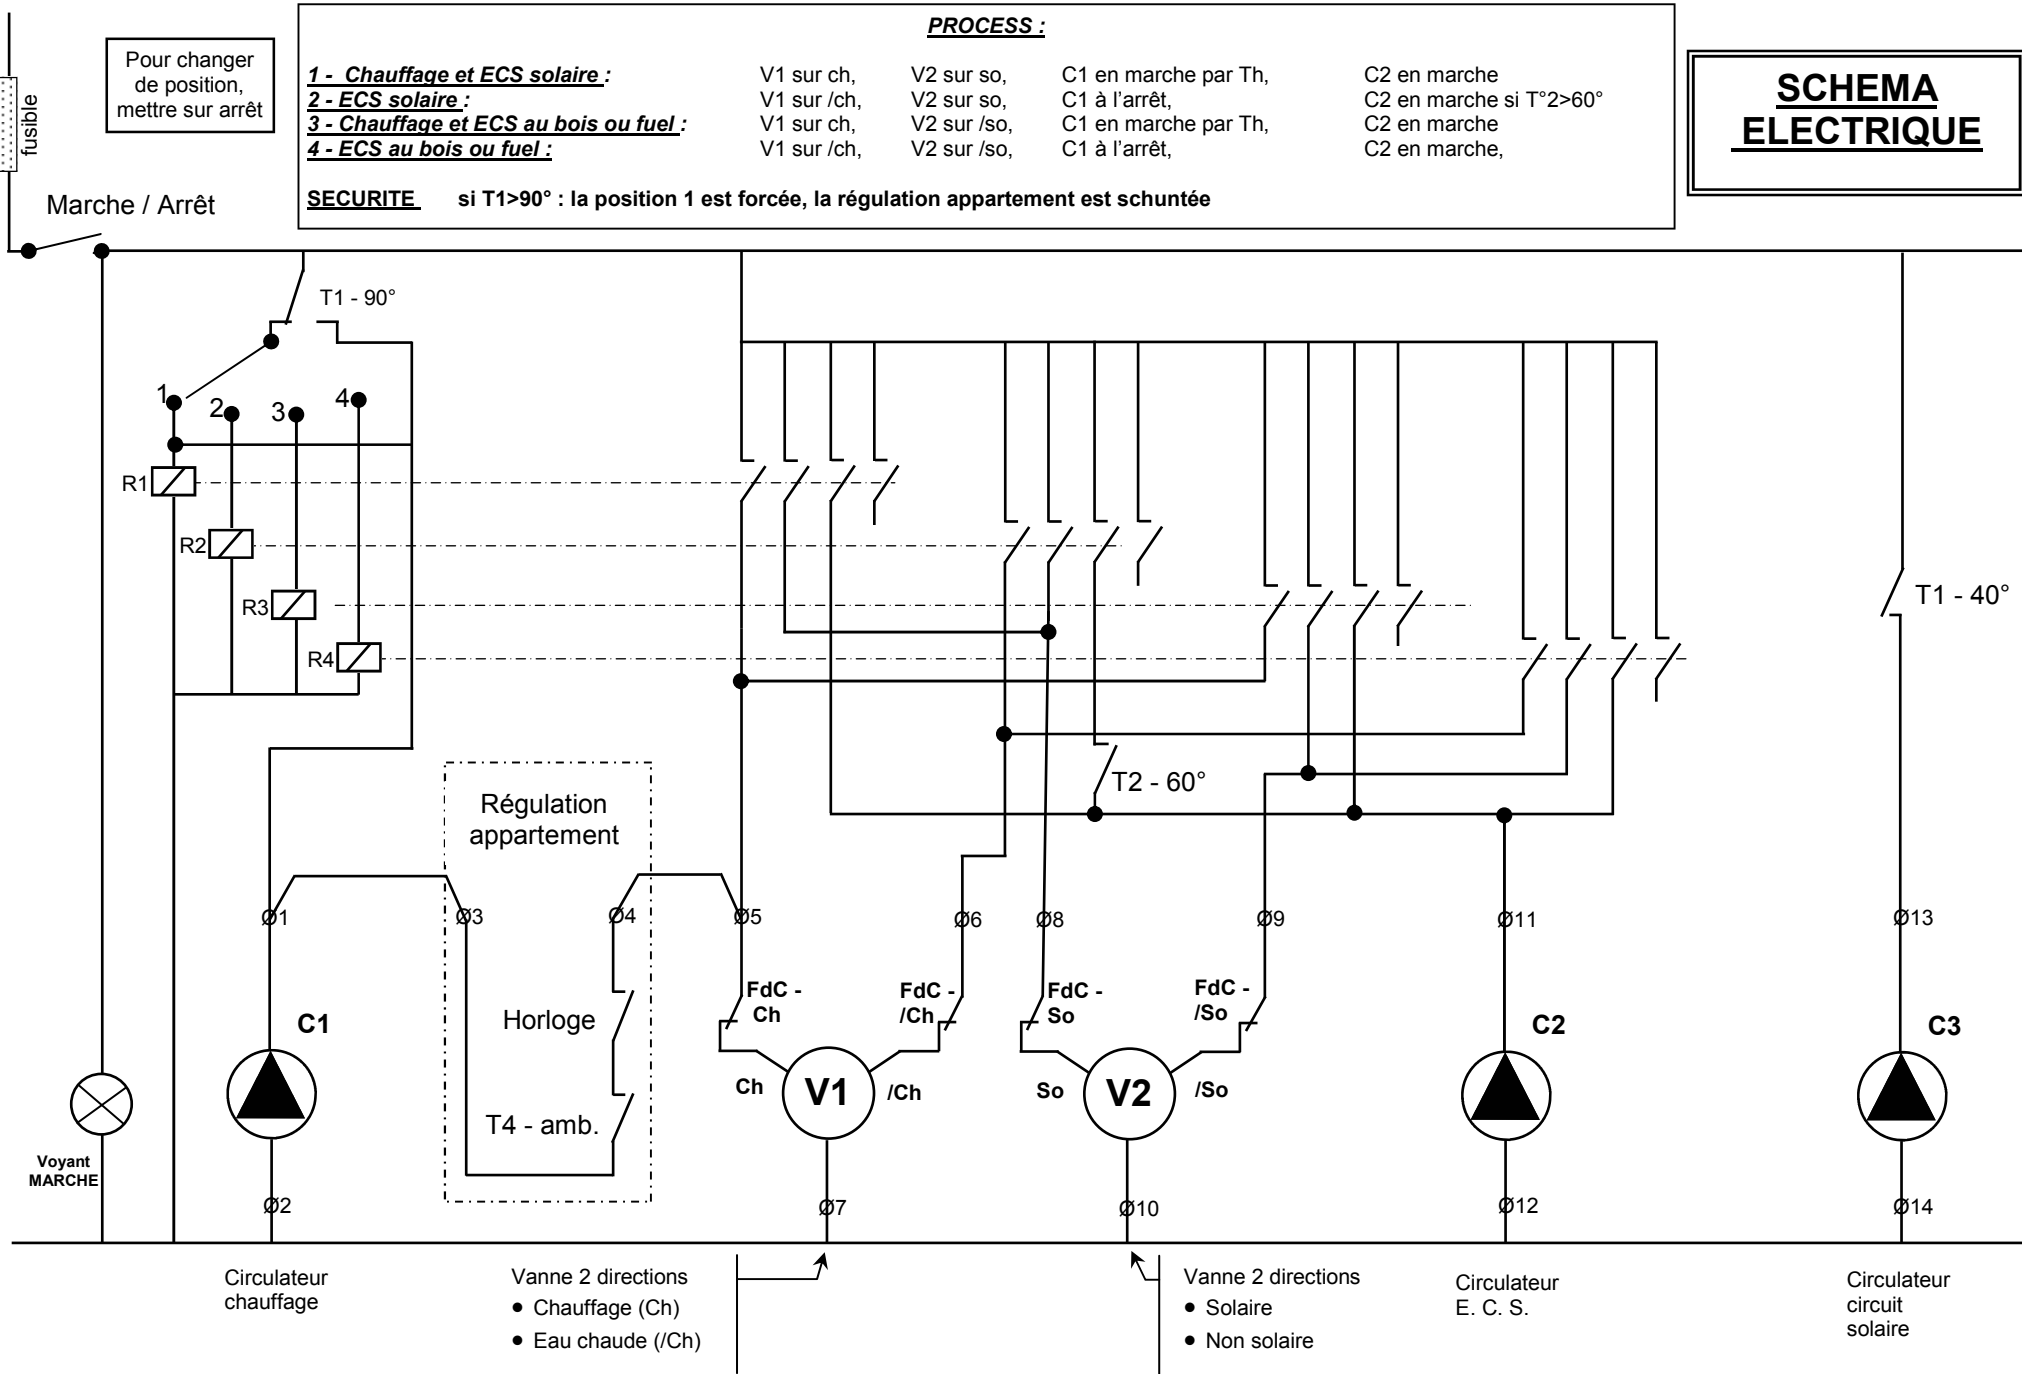 PROCESS :
1 - Chauffage et ECS solaire : V1 sur ch, V2 sur so, C1 en marche par Th, C2 en marche
2 - ECS solaire : V1 sur /ch, V2 sur so, C1 à l'arrêt, C2 en marche si T°2>60°
3 - Chauffage et ECS au bois ou fuel : V1 sur ch, V2 sur /so, C1 en marche par Th, C2 en marche
4 - ECS au bois ou fuel : V1 sur /ch, V2 sur /so, C1 à l'arrêt, C2 en marche,
SECURITE si T1>90° : la position 1 est forcée, la régulation appartement est schuntée
Pour changer
de position,
mettre sur arrêt
SCHEMA
ELECTRIQUE
fusible
Marche / Arrêt
T1 - 90°
1
2
3
4
R1
R2
R3
R4
T1 - 40°
T2 - 60°
Régulation
appartement
Ø1
Ø3
Ø4
Ø5
Ø6
Ø8
Ø9
Ø11
Ø13
FdC -
Ch
FdC -
/Ch
FdC -
So
FdC -
/So
C1
Horloge
C2
C3
Ch
V1
/Ch
So
V2
/So
T4 - amb.
Voyant
MARCHE
Ø2
Ø7
Ø10
Ø12
Ø14
Circulateur
chauffage
Vanne 2 directions
• Chauffage (Ch)
• Eau chaude (/Ch)
Vanne 2 directions
• Solaire
• Non solaire
Circulateur
E. C. S.
Circulateur
circuit
solaire